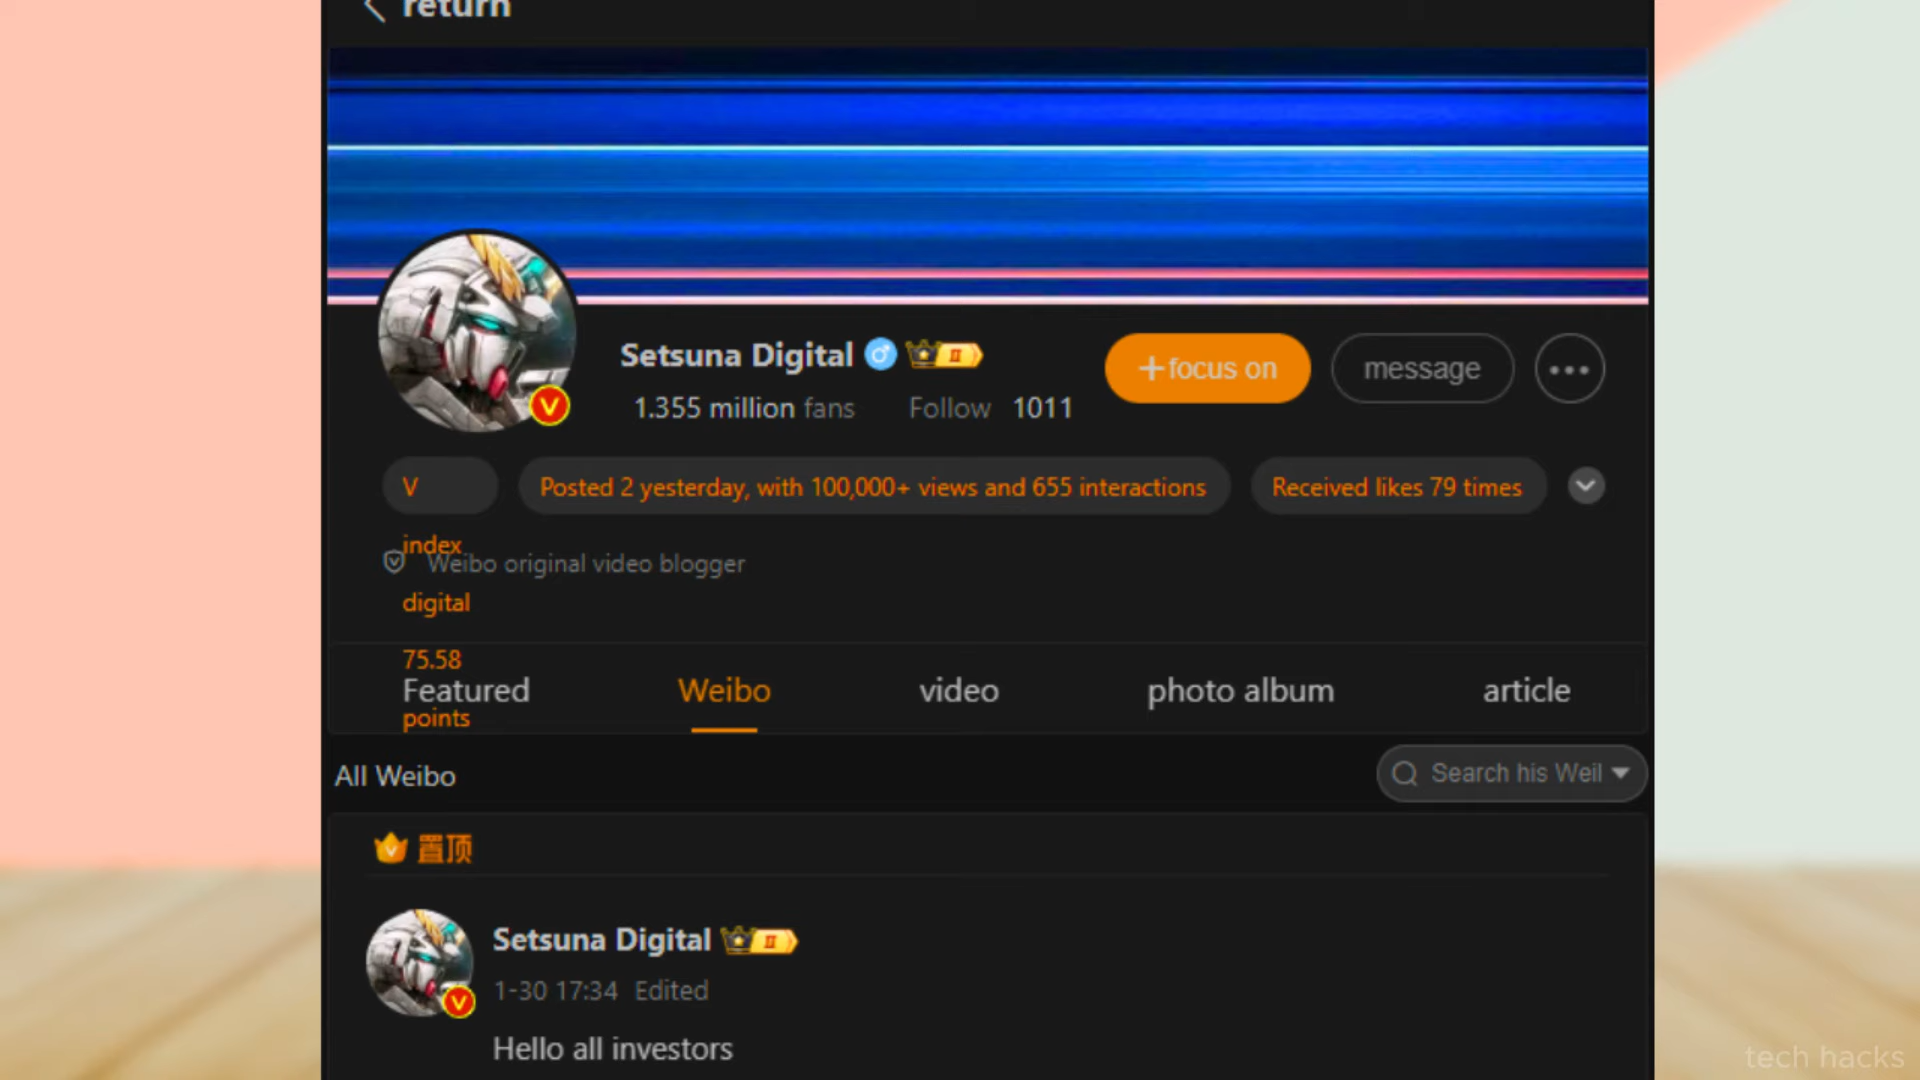 return
Setsuna Digital II
+focus on
message
1.355 million fans Follow 1011
V
Posted 2 yesterday, with 100,000+ views and 655 interactions
Received likes 79 times
index
Weibo original video blogger
digital
75.58
Featured Weibo video photo album article
points
All Weibo
Search his Weil
置顶
Setsuna Digital II
1-30 17:34 Edited
Hello all investors
tech hacks